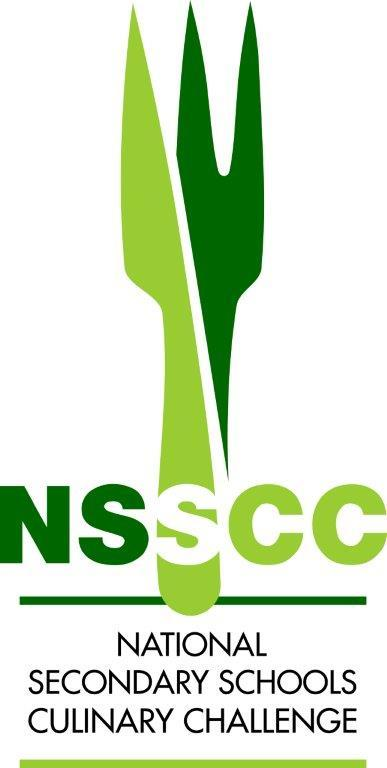 NSSCC
NATIONAL
SECONDARY SCHOOLS
CULINARY CHALLENGE